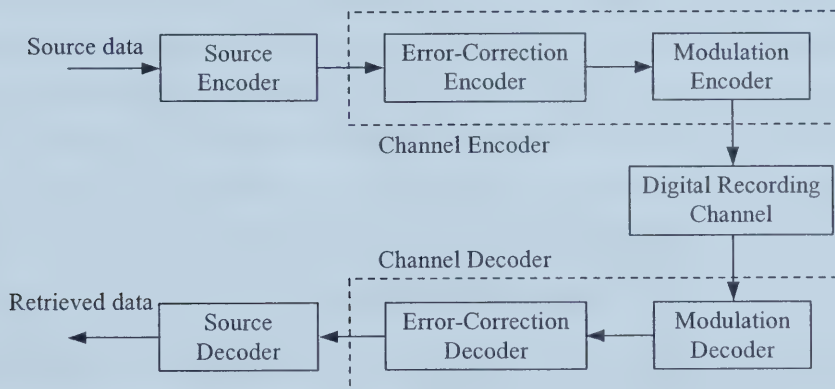 Source data
Source
Encoder
Error-Correction
Encoder
Modulation
Encoder
Channel Encoder
Digital Recording
Channel
Channel Decoder
Retrieved data
Source
Decoder
Error-Correction
Decoder
Modulation
Decoder